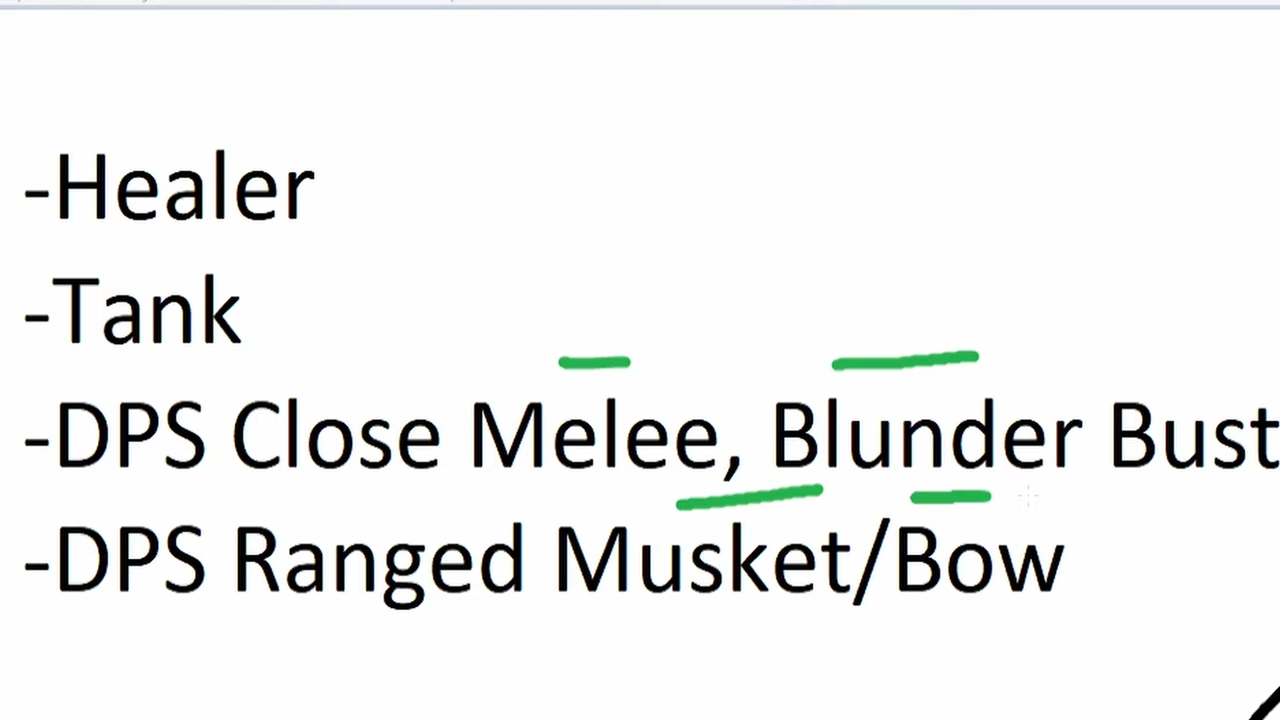 -Healer
-Tank
-DPS Close Melee, Blunder Bust
-DPS Ranged Musket/Bow